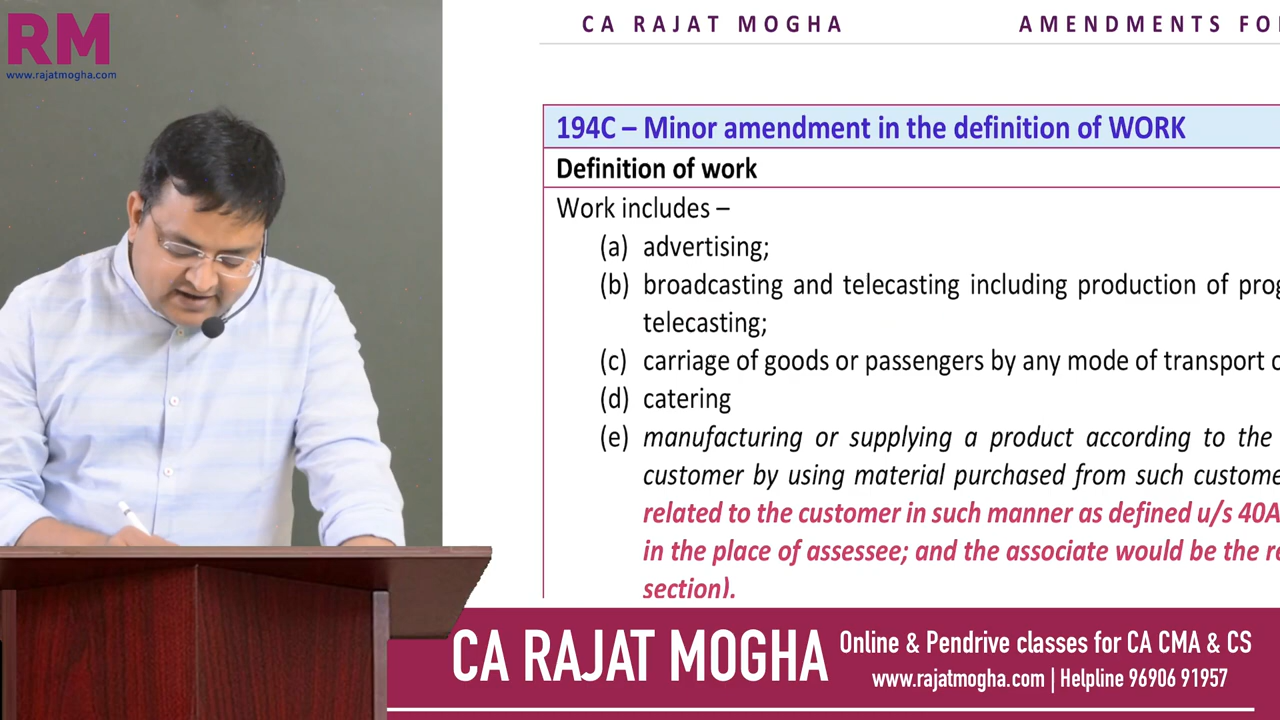 RM
www.rajatmogha.com
CA RAJAT MOGHA AMENDMENTS
194C – Minor amendment in the definition of WORK
Definition of work
Work includes –
(a) advertising;
(b) broadcasting and telecasting including production of
telecasting;
(c) carriage of goods or passengers by any mode of transport
(d) catering
(e) manufacturing or supplying a product according to the
customer by using material purchased from such
related to the customer in such manner as defined u/s 40A
in the place of assessee; and the associate would be the
section).
CA RAJAT MOGHA
Online & Pendrive classes for CA CMA & CS
www.rajatmogha.com | Helpline 96906 91957